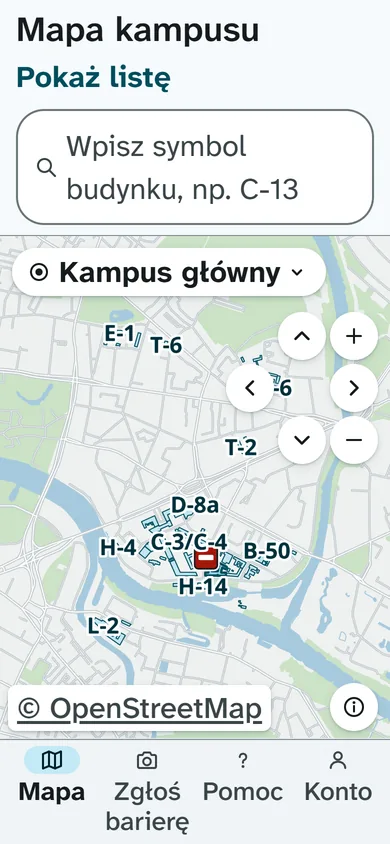 Mapa kampusu
Pokaż listę
Wpisz symbol
budynku, np. C-13
Kampus główny
E-1
T-6
-6
T-2
D-8a
H-4
C-3/C-4
B-50
H-14
L-2
© OpenStreetMap
Mapa
Zgłoś
barierę
Pomoc
Konto